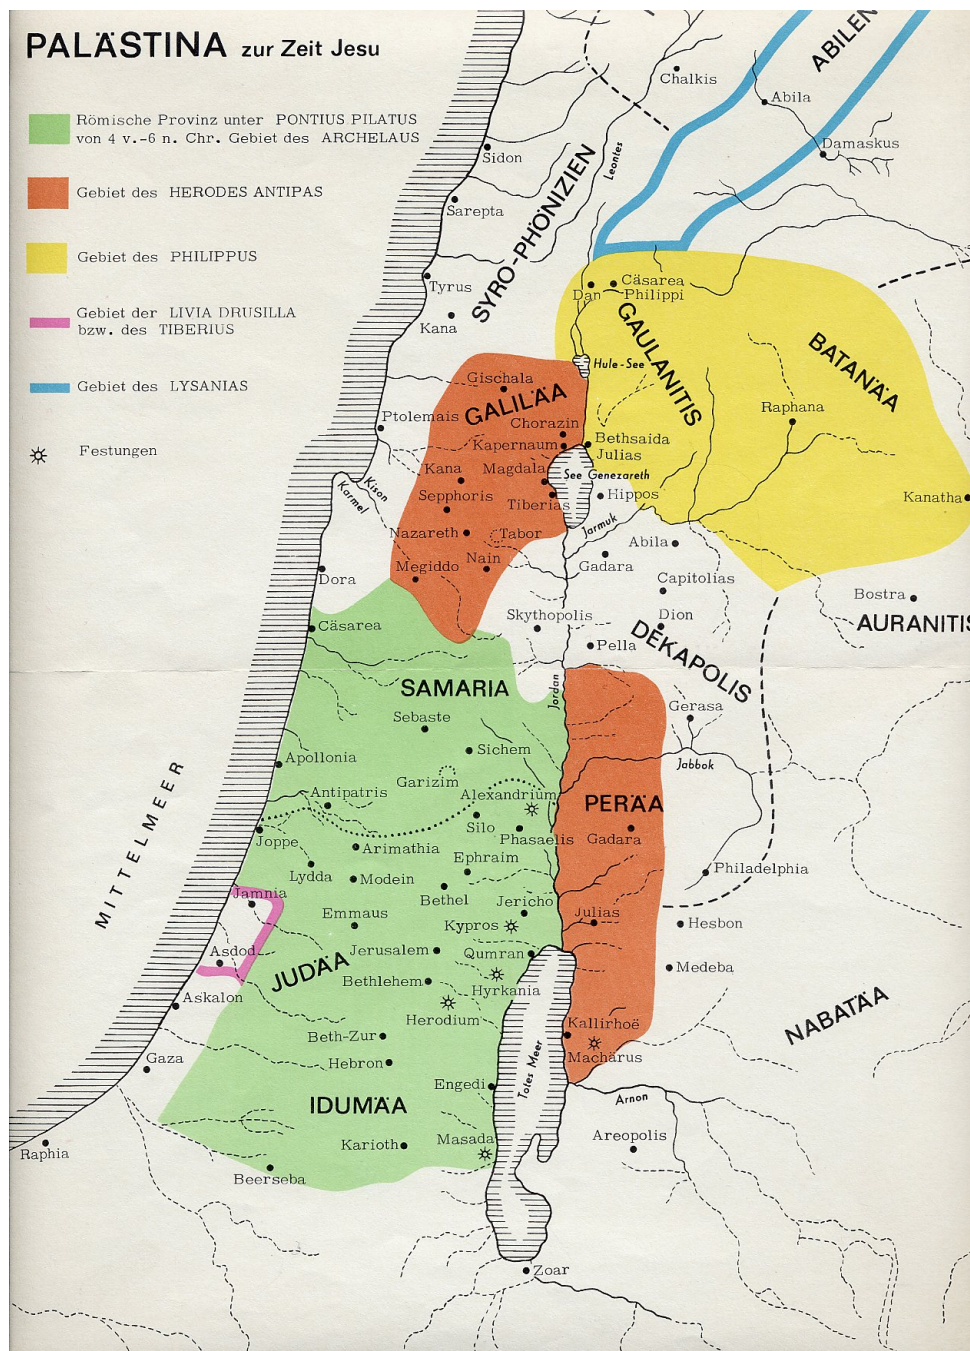 PALÄSTINA zur Zeit Jesu
Römische Provinz unter PONTIUS PILATUS
von 4 v.-6 n. Chr. Gebiet des ARCHELAUS
Gebiet des HERODES ANTIPAS
Gebiet des PHILIPPUS
Gebiet der LIVIA DRUSILLA
bzw. des TIBERIUS
Gebiet des LYSANIAS
Festungen
ABILEN
Chalkis
Abila
Damaskus
Leontes
Sidon
Sarepta
SYRO-PHÖNIZIEN
Tyrus
Kana
Dan
Cäsarea
Philippi
GAULANITIS
BATANÄA
Hule-See
Gischala
GALILÄA
Ptolemais
Chorazin
Kapernaum
Bethsaida
Julias
Raphana
Kana
Magdala
See Genezareth
Sepphoris
Tiberias
Hippos
Kanatha
Karmel
Kison
Nazareth
Tabor
Jarmuk
Abila
Nain
Gadara
Megiddo
Capitolias
Dora
Bostra
Skythopolis
Dion
AURANITIS
Cäsarea
Pella
DEKAPOLIS
SAMARIA
Jordan
Sebaste
Gerasa
Sichem
Apollonia
Jabbok
Garizim
Antipatris
Alexandrium
PERÄA
MITTELMEER
Silo
Joppe
Phasaelis
Gadara
Arimathia
Ephraim
Lydda
Modein
Philadelphia
Bethel
Jamnia
Jericho
Emmaus
Julias
Kypros
Hesbon
Asdod
Jerusalem
Qumran
JUDÄA
Medeba
Bethlehem
Hyrkania
Askalon
Herodium
Kallirhoë
NABATÄA
Beth-Zur
Machärus
Gaza
Hebron
Totes Meer
Engedi
Arnon
IDUMÄA
Areopolis
Karioth
Masada
Raphia
Beerseba
Zoar